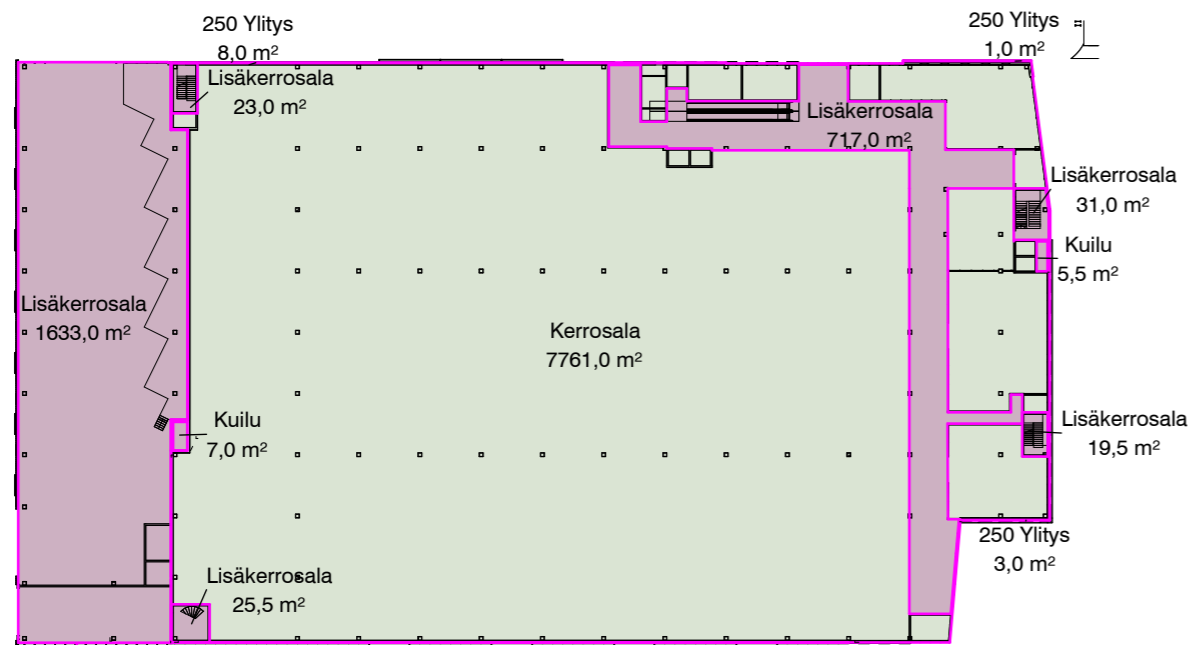 250 Ylitys
8,0 m²
250 Ylitys
1,0 m²
Lisäkerrosala
23,0 m²
Lisäkerrosala
717,0 m²
Lisäkerrosala
31,0 m²
Kuilu
5,5 m²
Lisäkerrosala
1633,0 m²
Kerrosala
7761,0 m²
Kuilu
7,0 m²
Lisäkerrosala
19,5 m²
250 Ylitys
3,0 m²
Lisäkerrosala
25,5 m²